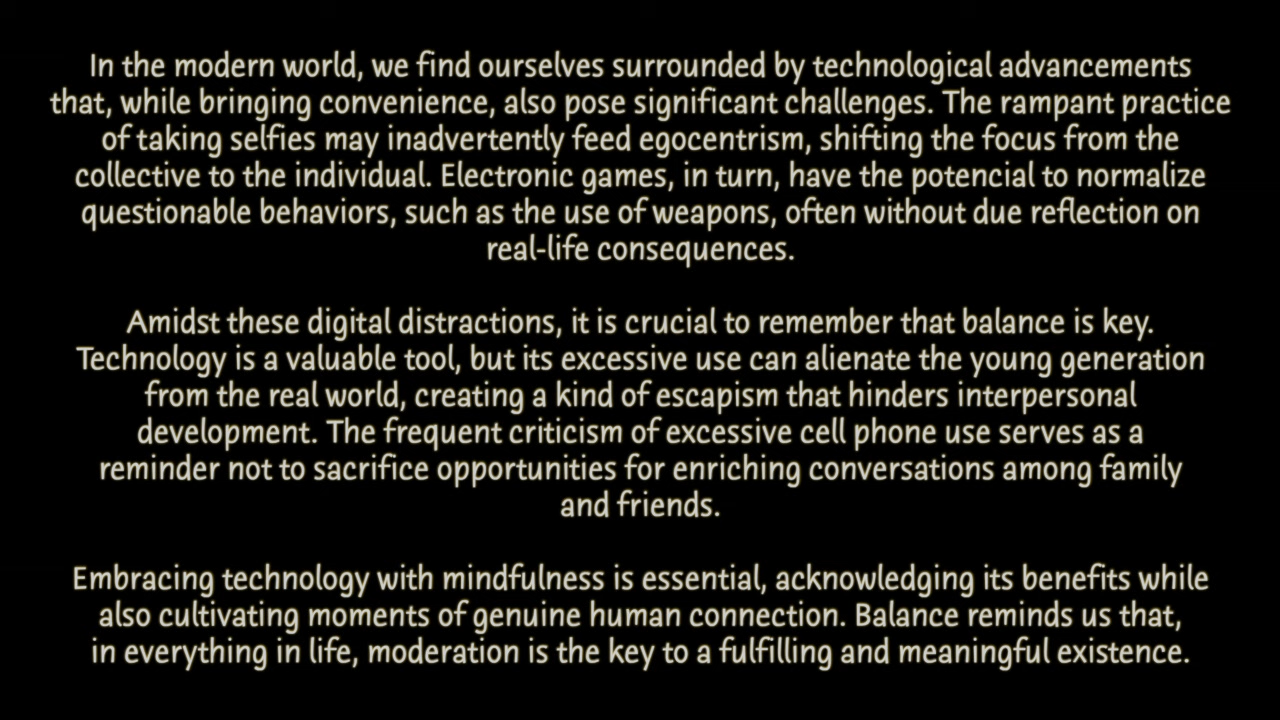 In the modern world, we find ourselves surrounded by technological advancements
that, while bringing convenience, also pose significant challenges. The rampant practice
of taking selfies may inadvertently feed egocentrism, shifting the focus from the
collective to the individual. Electronic games, in turn, have the potencial to normalize
questionable behaviors, such as the use of weapons, often without due reflection on
real-life consequences.
Amidst these digital distractions, it is crucial to remember that balance is key.
Technology is a valuable tool, but its excessive use can alienate the young generation
from the real world, creating a kind of escapism that hinders interpersonal
development. The frequent criticism of excessive cell phone use serves as a
reminder not to sacrifice opportunities for enriching conversations among family
and friends.
Embracing technology with mindfulness is essential, acknowledging its benefits while
also cultivating moments of genuine human connection. Balance reminds us that,
in everything in life, moderation is the key to a fulfilling and meaningful existence.